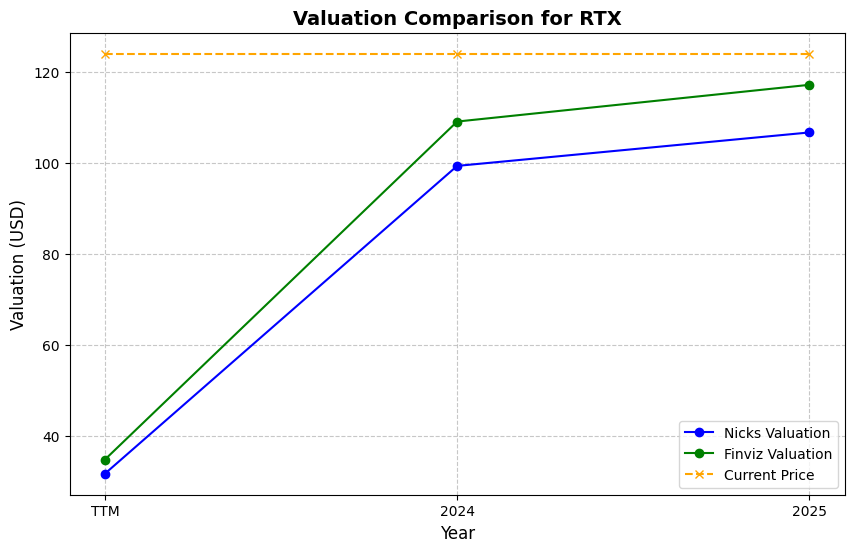 Valuation Comparison for RTX
Valuation (USD)
120
100
80
60
40
TTM
2024
2025
Year
Nicks Valuation
Finviz Valuation
Current Price